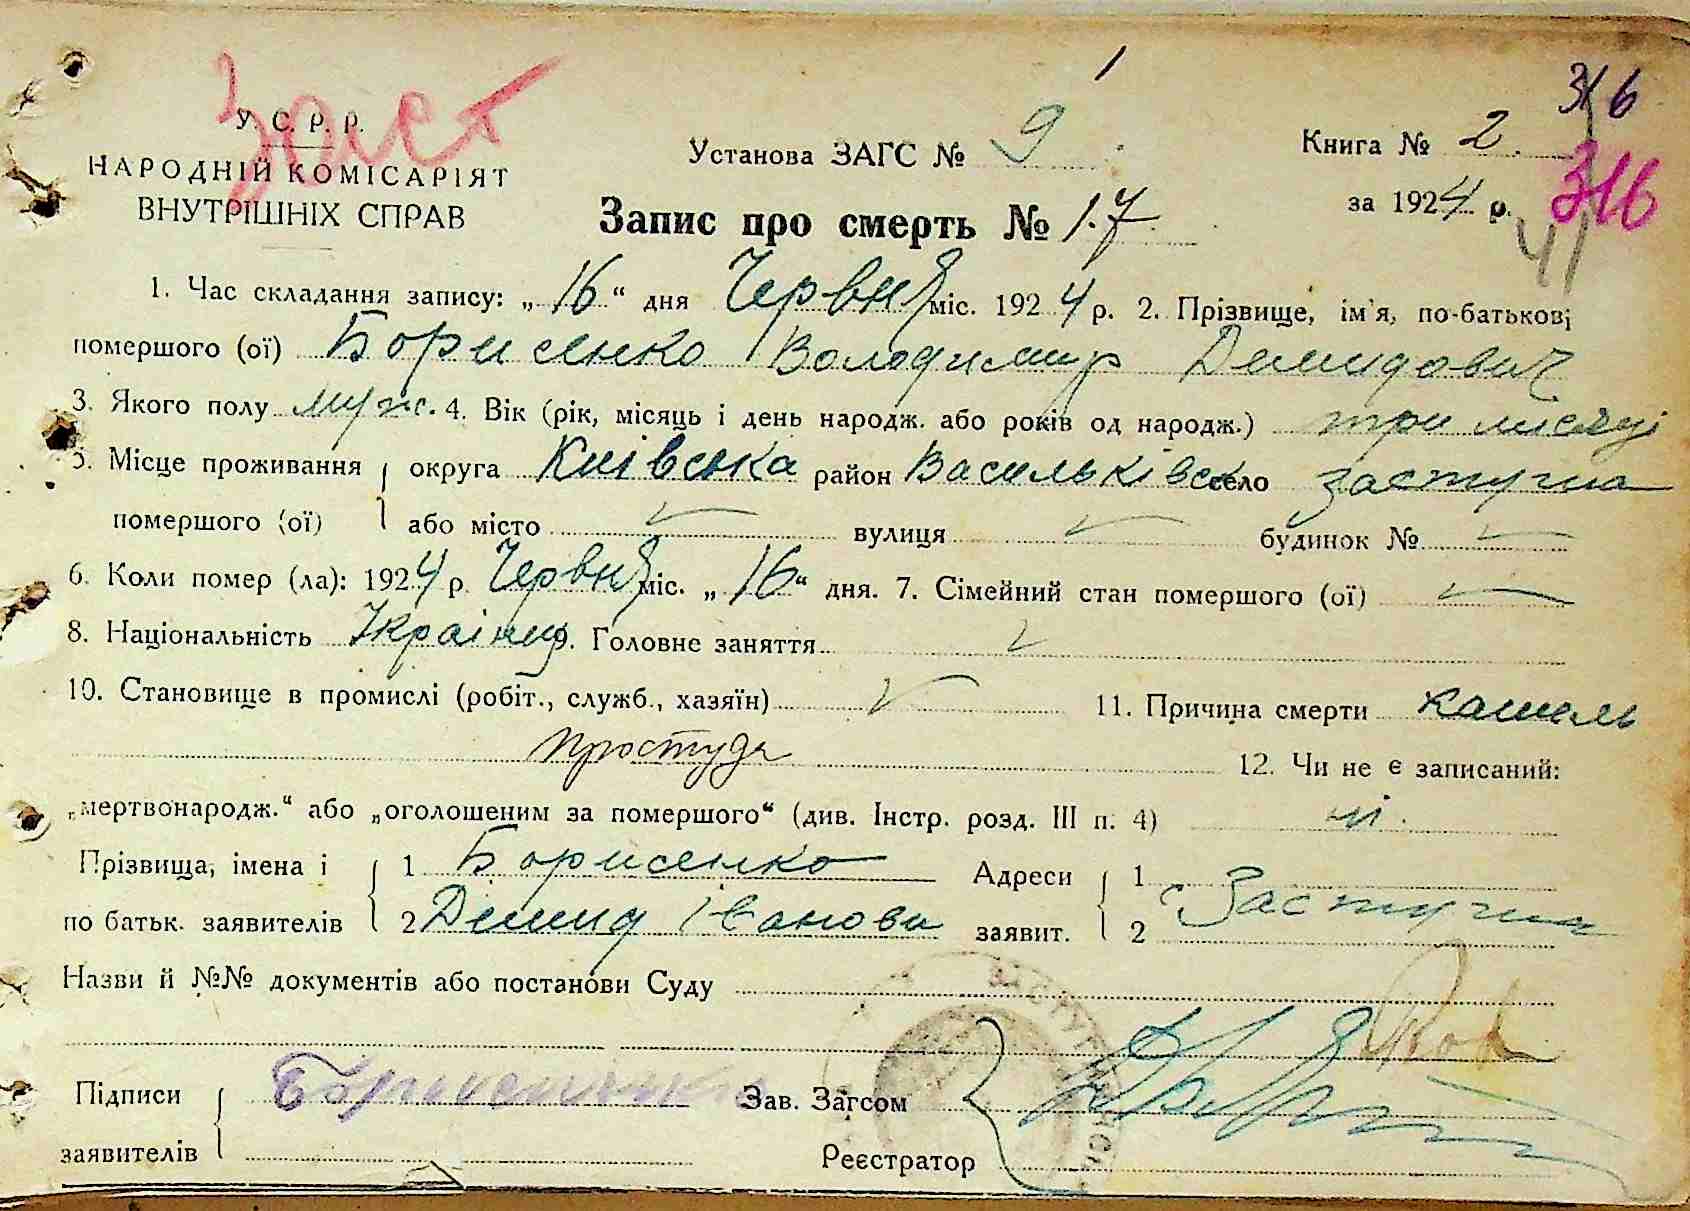 316
Заст
У. С. Р. Р.
НАРОДНІЙ КОМІСАРІЯТ
ВНУТРІШНІХ СПРАВ
Установа ЗАГС № 9
Книга № 2.
за 1924 р.
316
41
Запис про смерть № 17
1. Час складання запису: „16“ дня Червня міс. 1924 р. 2. Прізвище, ім'я, по-батькові
помершого (ої) Борисенко Володимир Демидович
3. Якого полу муж. 4. Вік (рік, місяць і день народж. або років од народж.) три місяці
5. Місце проживання округа Київська район Васильківск село Застугна
помершого (ої) або місто вулиця будинок №
6. Коли помер (ла): 1924 р. Червня міс. „16“ дня. 7. Сімейний стан помершого (ої)
8. Національність Українц 9. Головне заняття
10. Становище в промислі (робіт., служб., хазяїн) 11. Причина смерти кашель
простуда 12. Чи не є записаний:
„мертвонародж.“ або „оголошеним за помершого“ (див. Інстр. розд. III п. 4) ні.
Прізвища, імена і 1 Борисенко Адреси 1
по батьк. заявителів 2 Демид Іванови заявит. 2 с Застугна
Назви й №№ документів або постанови Суду
Підписи Борисенко Зав. Загсом
заявителів Реєстратор